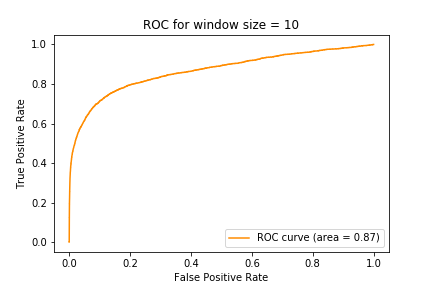 ROC for window size = 10
True Positive Rate
1.0
0.8
0.6
0.4
0.2
0.0
ROC curve (area = 0.87)
0.0 0.2 0.4 0.6 0.8 1.0
False Positive Rate